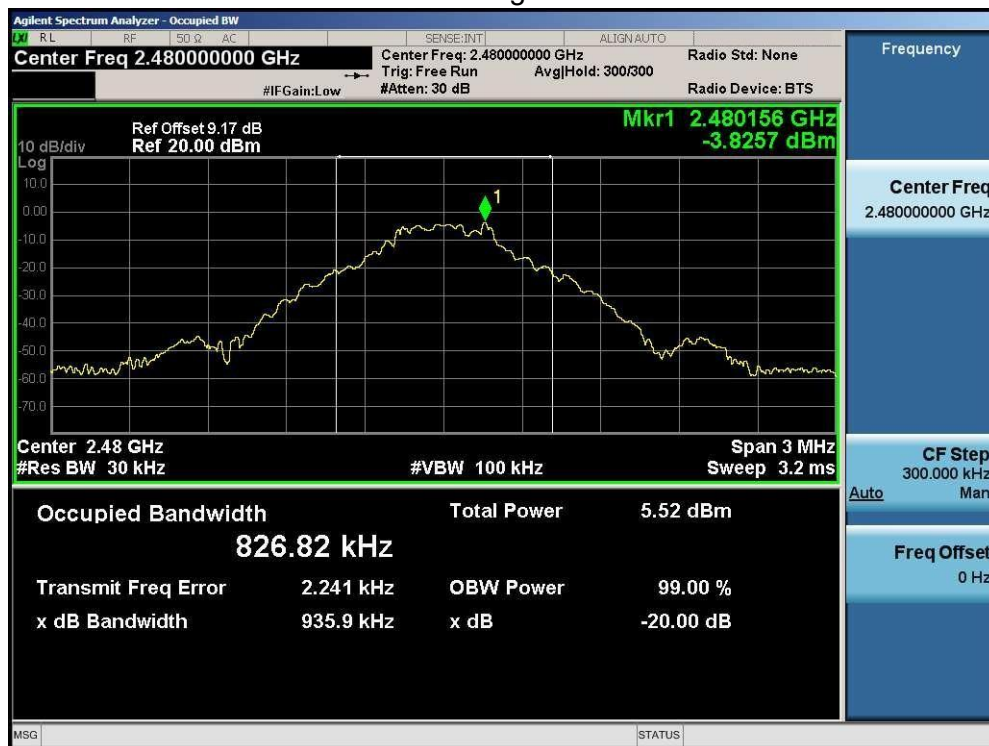 Agilent Spectrum Analyzer - Occupied BW
LXI RL RF 50 Ω AC SENSE:INT ALIGN AUTO
Center Freq 2.480000000 GHz
Center Freq: 2.480000000 GHz Radio Std: None
Trig: Free Run Avg|Hold: 300/300
#IFGain:Low #Atten: 30 dB Radio Device: BTS
Ref Offset 9.17 dB
10 dB/div Ref 20.00 dBm
Mkr1 2.480156 GHz
-3.8257 dBm
Log
10.0
0.00
-10.0
-20.0
-30.0
-40.0
-50.0
-60.0
-70.0
1
Center 2.48 GHz Span 3 MHz
#Res BW 30 kHz #VBW 100 kHz Sweep 3.2 ms
Occupied Bandwidth Total Power 5.52 dBm
826.82 kHz
Transmit Freq Error 2.241 kHz OBW Power 99.00 %
x dB Bandwidth 935.9 kHz x dB -20.00 dB
MSG STATUS
Frequency
Center Freq
2.480000000 GHz
CF Step
300.000 kHz
Auto Man
Freq Offset
0 Hz